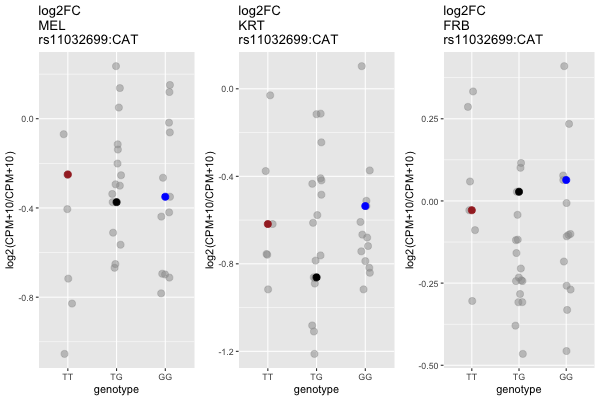 log2FC
MEL
rs11032699:CAT
log2(CPM+10/CPM+10)
0.0
-0.4
-0.8
TT
TG
GG
genotype
log2FC
KRT
rs11032699:CAT
log2(CPM+10/CPM+10)
0.0
-0.4
-0.8
-1.2
TT
TG
GG
genotype
log2FC
FRB
rs11032699:CAT
log2(CPM+10/CPM+10)
0.25
0.00
-0.25
-0.50
TT
TG
GG
genotype